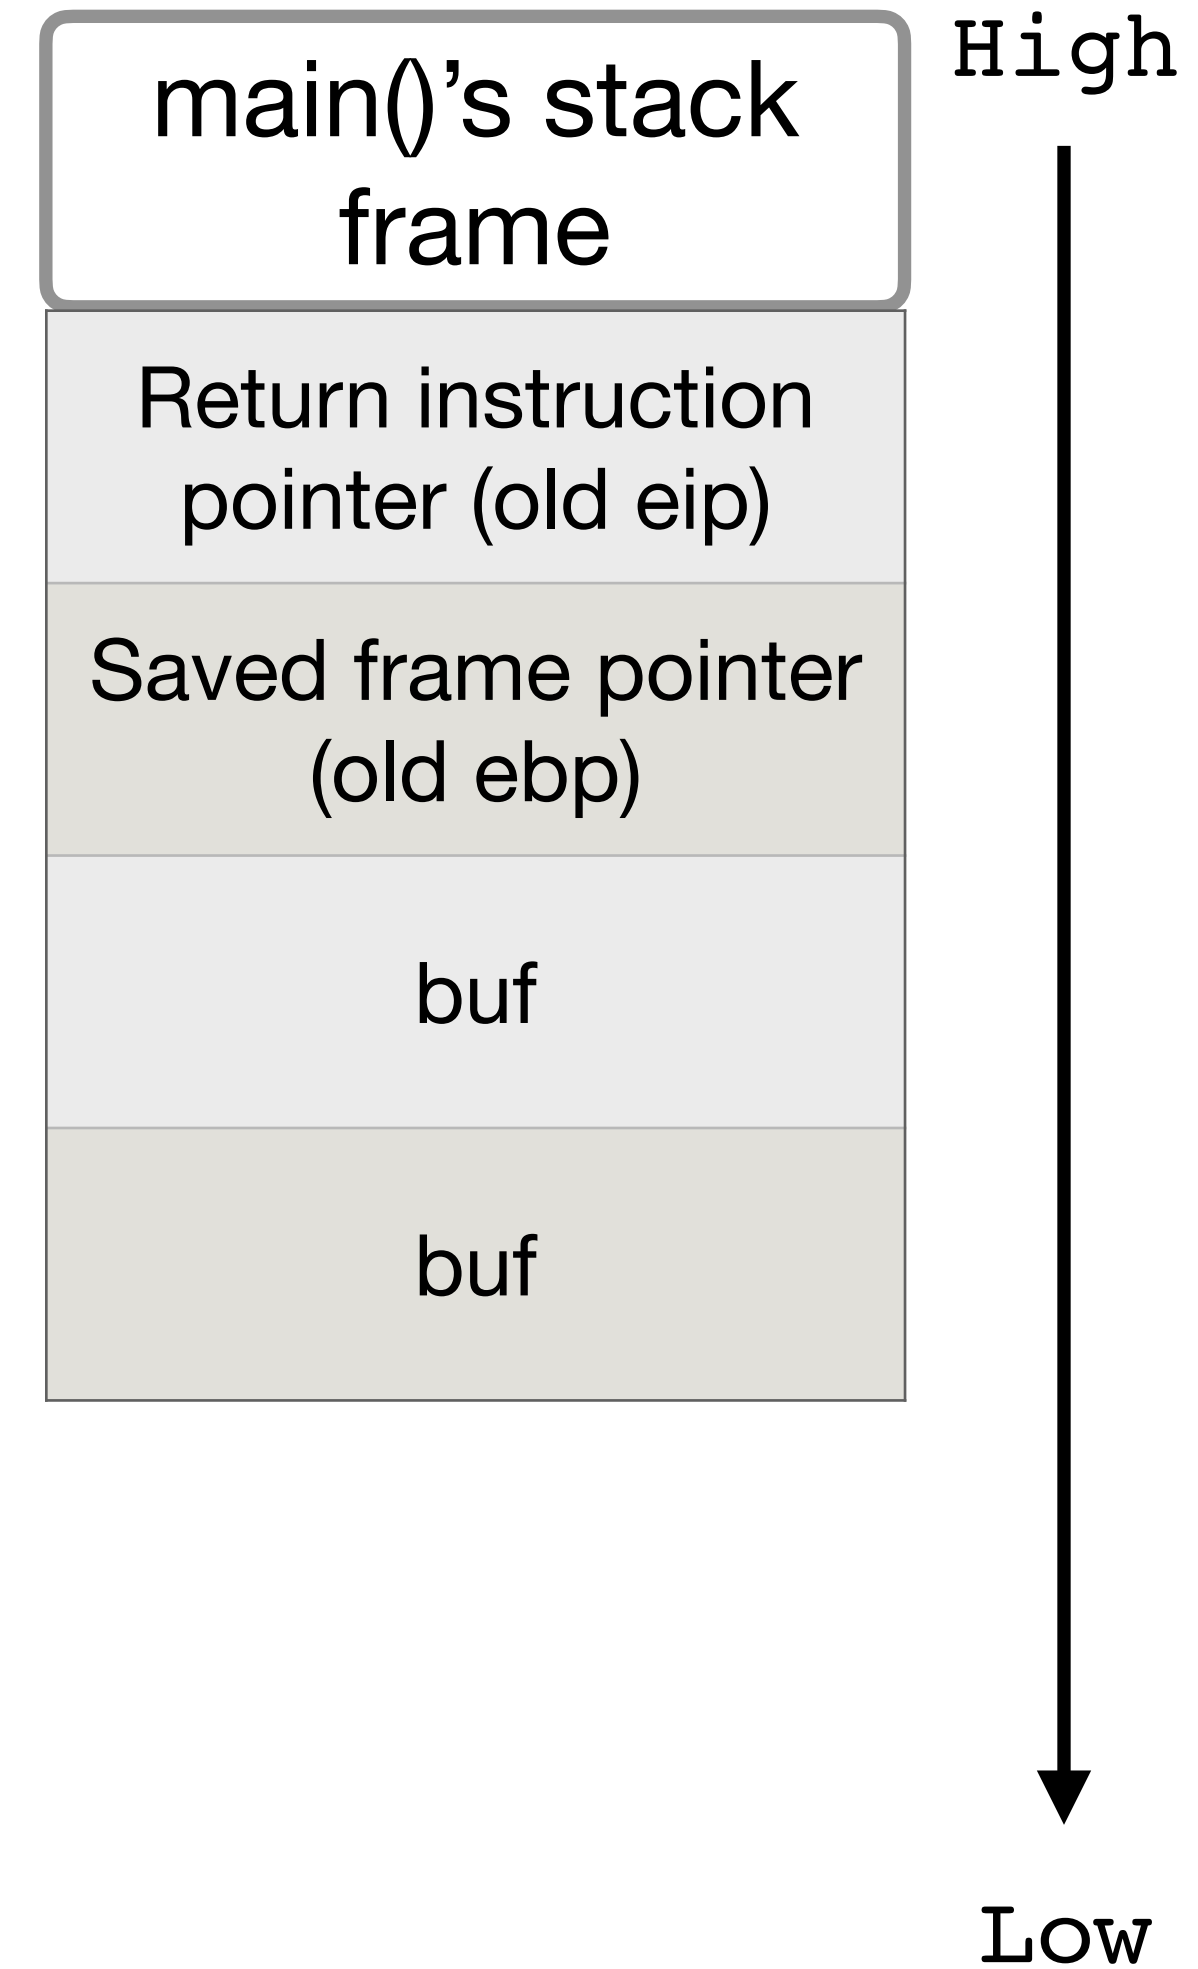 main()’s stack
frame
High
Return instruction
pointer (old eip)
Saved frame pointer
(old ebp)
buf
buf
Low